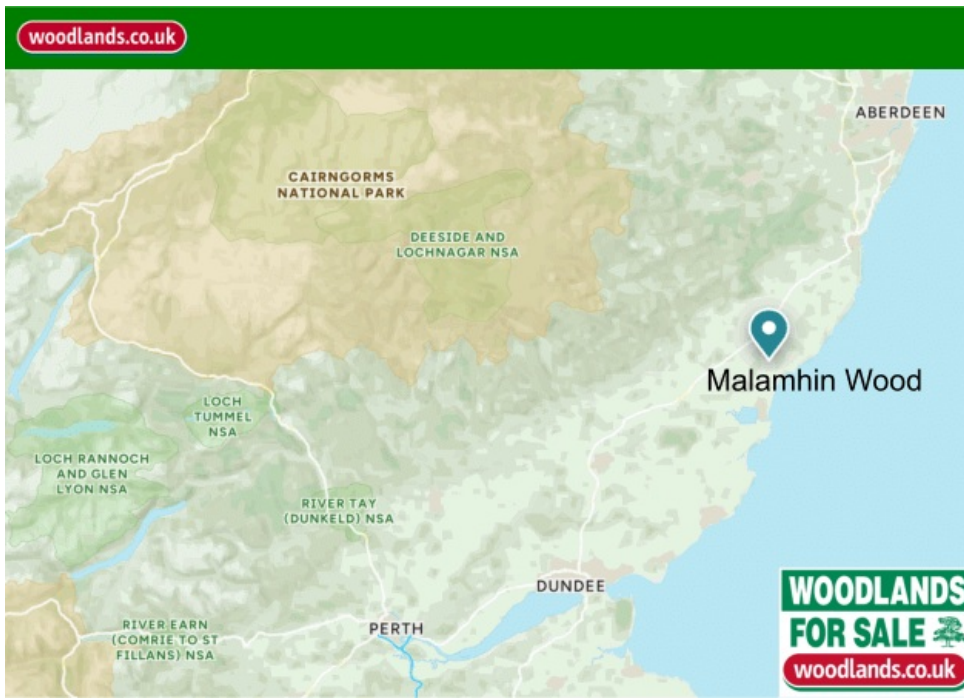 woodlands.co.uk
ABERDEEN
CAIRNGORMS
NATIONAL PARK
DEESIDE AND
LOCHNAGAR NSA
Malamhin Wood
LOCH
TUMMEL
NSA
LOCH RANNOCH
AND GLEN
LYON NSA
RIVER TAY
(DUNKELD) NSA
DUNDEE
PERTH
RIVER EARN
(COMRIE TO ST
FILLANS) NSA
WOODLANDS
FOR SALE
woodlands.co.uk